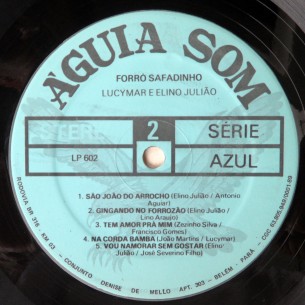 ÁGUIA SOM
FORRÓ SAFADINHO
LUCYMAR E ELINO JULIÃO
STEREO 2 SÉRIE
LP 602 AZUL
1. SÃO JOÃO DO ARROCHO (Elino Julião / Antonio
Aguiar)
2. GINGANDO NO FORROZÃO (Elino Julião /
Lino Araujo)
3. TEM AMOR PRÁ MIM (Zezinho Silva /
Francisco Gomes)
4. NA CORDA BAMBA (João Martins / Lucymar)
5. VOU NAMORAR SEM GOSTAR (Elino
Julião / José Severino Filho)
RODOVIA BR 316 - KM 03 - CONJUNTO DENISE DE MELLO APT. 303 - BELÉM PARÁ -